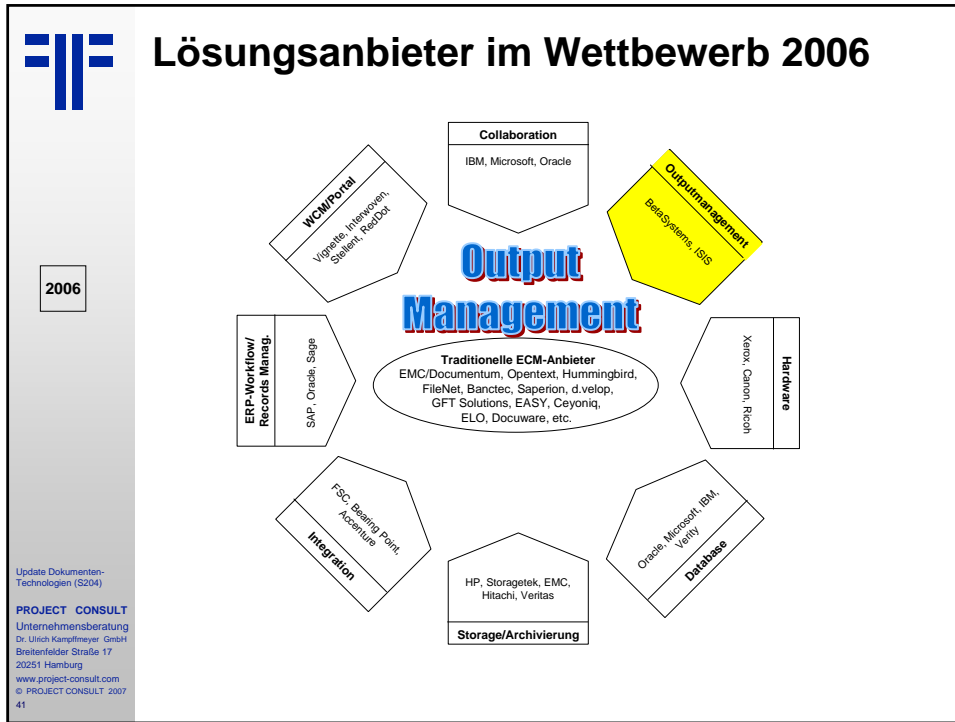 Lösungsanbieter im Wettbewerb 2006
2006
Collaboration
IBM, Microsoft, Oracle
Outputmanagement
BetaSystems, ISIS
WCM/Portal
Vignette, Interwoven,
Stellent, RedDot
Output
Management
ERP-Workflow/
Records Manag.
SAP, Oracle, Sage
Traditionelle ECM-Anbieter
EMC/Documentum, Opentext, Hummingbird,
FileNet, Banctec, Saperion, d.velop,
GFT Solutions, EASY, Ceyoniq,
ELO, Docuware, etc.
Hardware
Xerox, Canon, Ricoh
FSC, Bearing Point,
Accenture
Integration
HP, Storagetek, EMC,
Hitachi, Veritas
Storage/Archivierung
Oracle, Microsoft, IBM,
Verity
Database
Update Dokumenten-
Technologien (S204)
PROJECT CONSULT
Unternehmensberatung
Dr. Ulrich Kampffmeyer GmbH
Breitenfelder Straße 17
20251 Hamburg
www.project-consult.com
© PROJECT CONSULT 2007
41